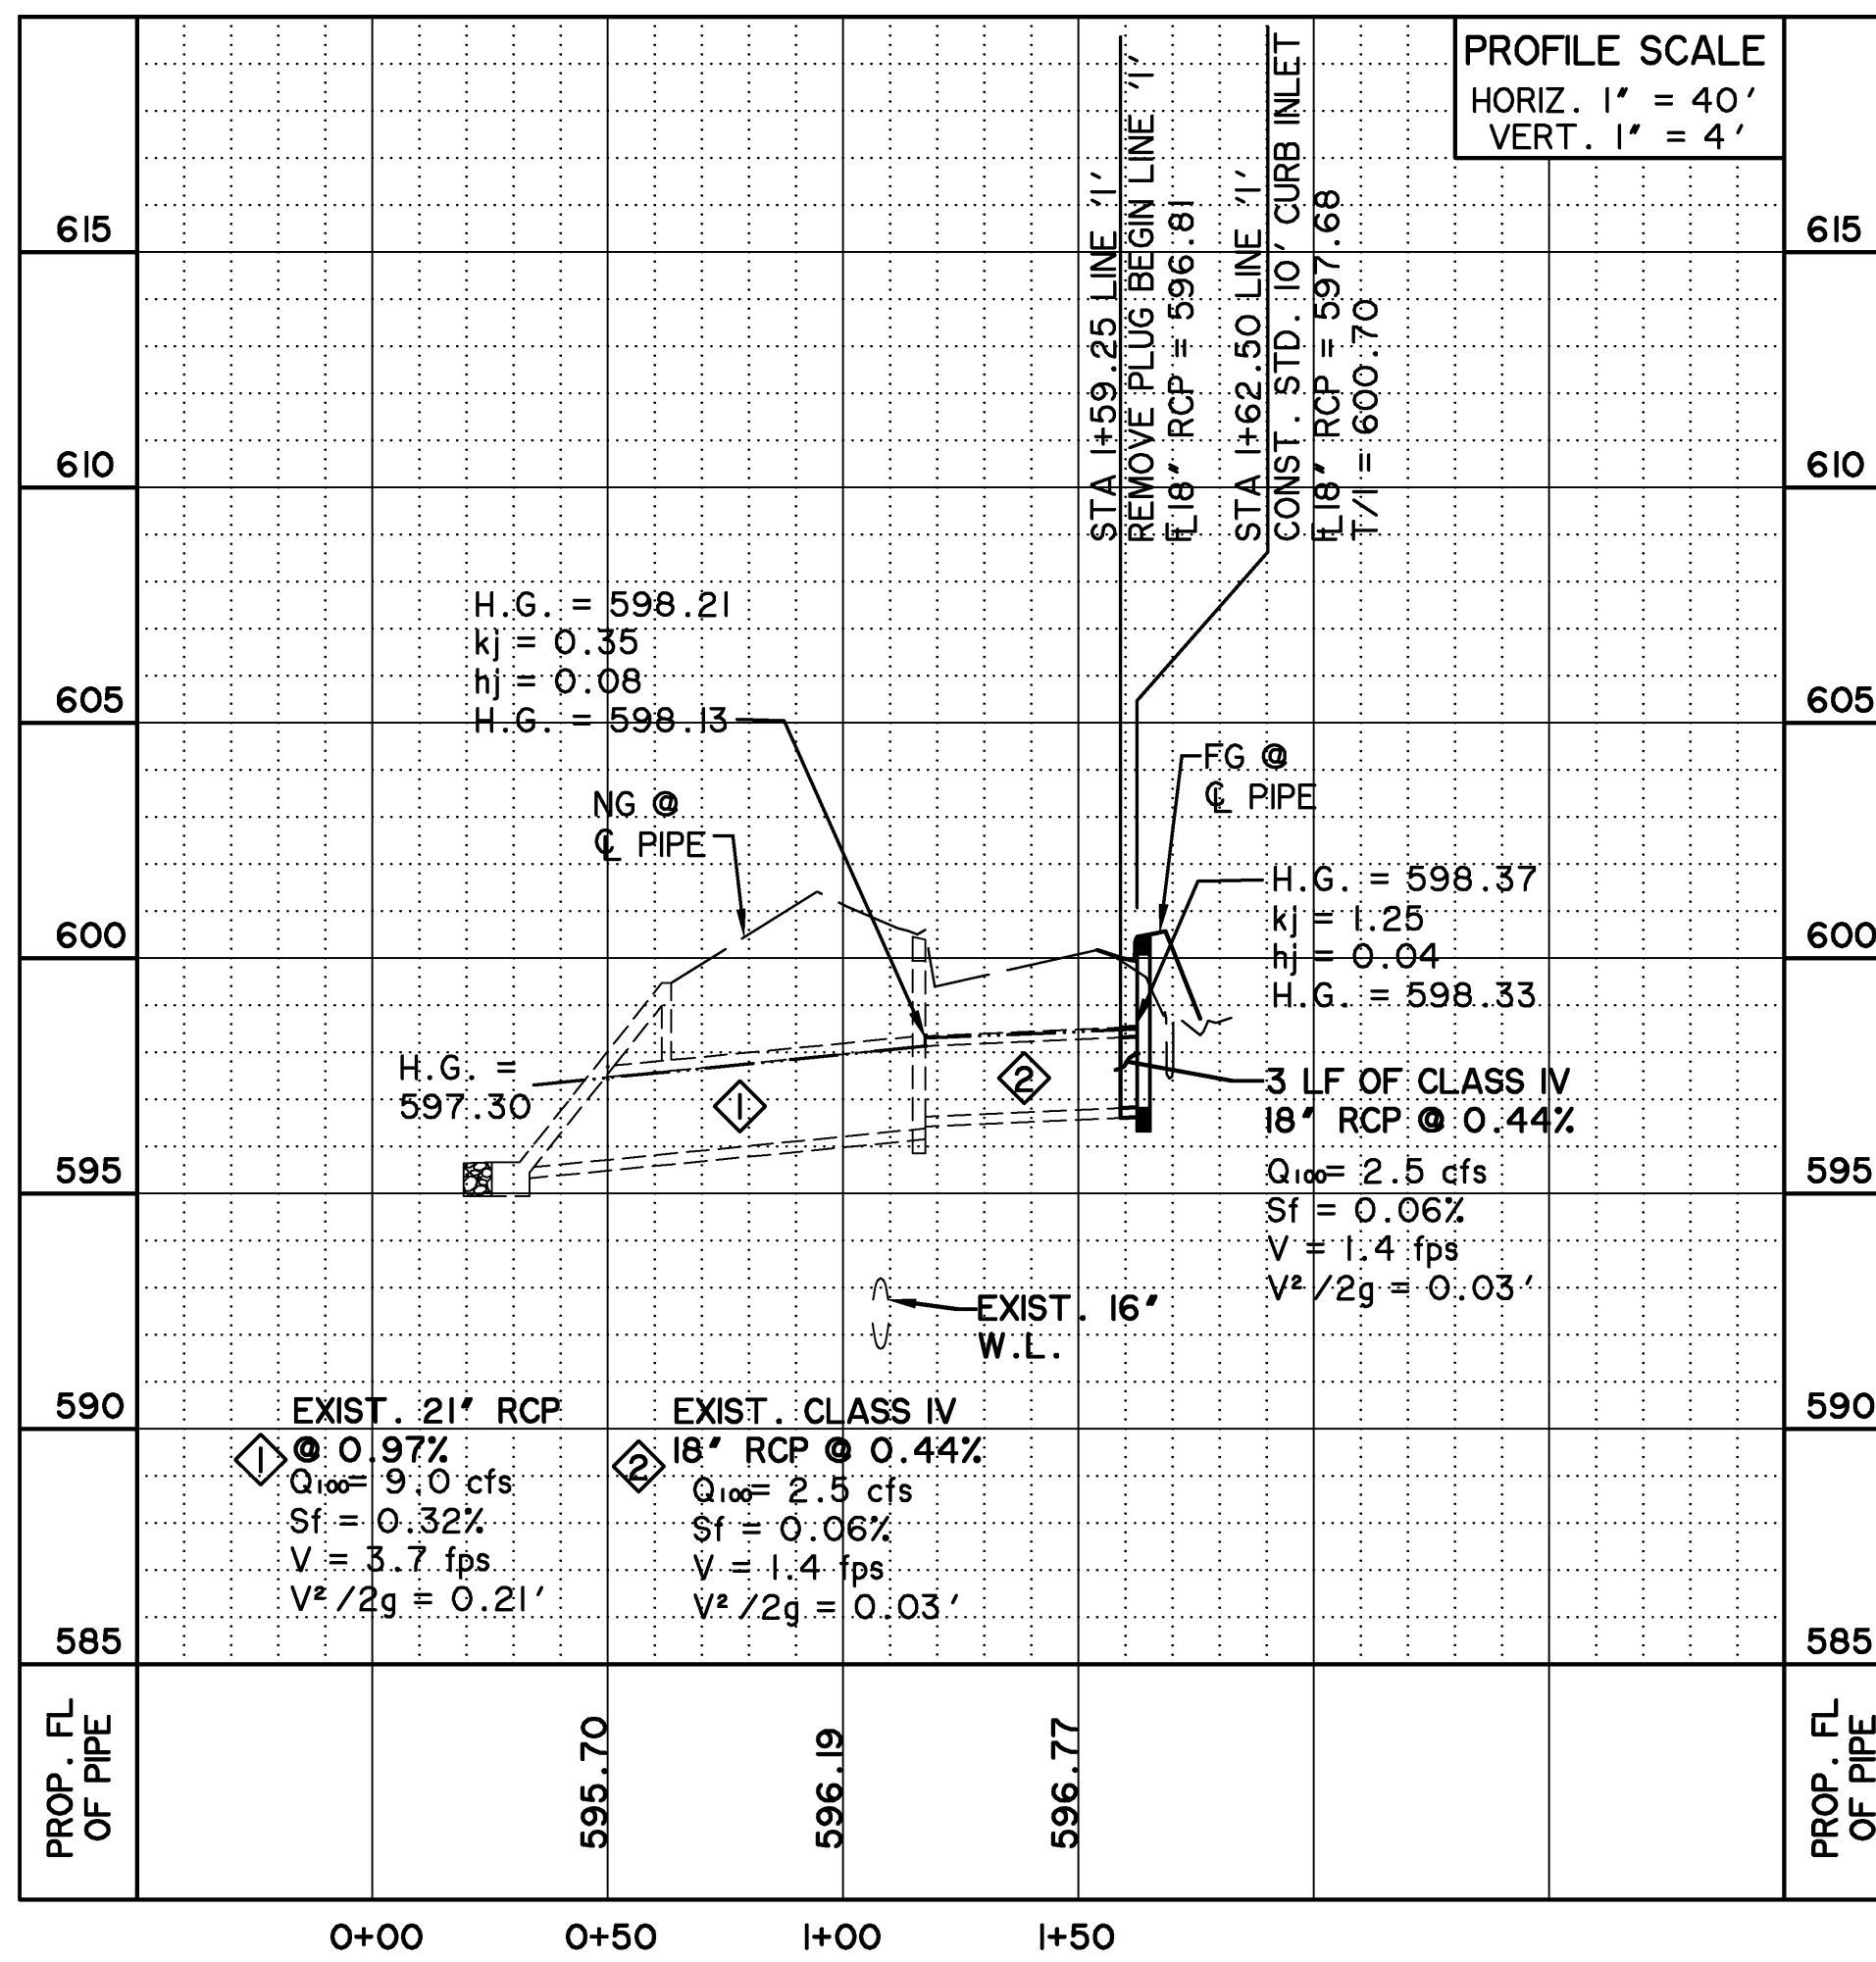 PROFILE SCALE
HORIZ. 1" = 40'
VERT. 1" = 4'
STA 1+59.25 LINE '1'
REMOVE PLUG BEGIN LINE '1'
FL18" RCP = 596.81
STA 1+62.50 LINE '1'
CONST. STD. 10' CURB INLET
FL18" RCP = 597.68
T/I = 600.70
615
615
610
610
605
605
600
600
595
595
590
590
585
585
H.G. = 598.21
kj = 0.35
hj = 0.08
H.G. = 598.13
NG @
℄ PIPE
FG @
℄ PIPE
H.G. = 598.37
kj = 1.25
hj = 0.04
H.G. = 598.33
H.G. =
597.30
1
2
3 LF OF CLASS IV
18" RCP @ 0.44%
Q100= 2.5 cfs
Sf = 0.06%
V = 1.4 fps
V²/2g = 0.03'
EXIST. 16"
W.L.
1
EXIST. 21" RCP
@ 0.97%
Q100= 9.0 cfs
Sf = 0.32%
V = 3.7 fps
V²/2g = 0.21'
2
EXIST. CLASS IV
18" RCP @ 0.44%
Q100= 2.5 cfs
Sf = 0.06%
V = 1.4 fps
V²/2g = 0.03'
PROP. FL
OF PIPE
595.70
596.19
596.77
PROP. FL
OF PIPE
0+00
0+50
1+00
1+50